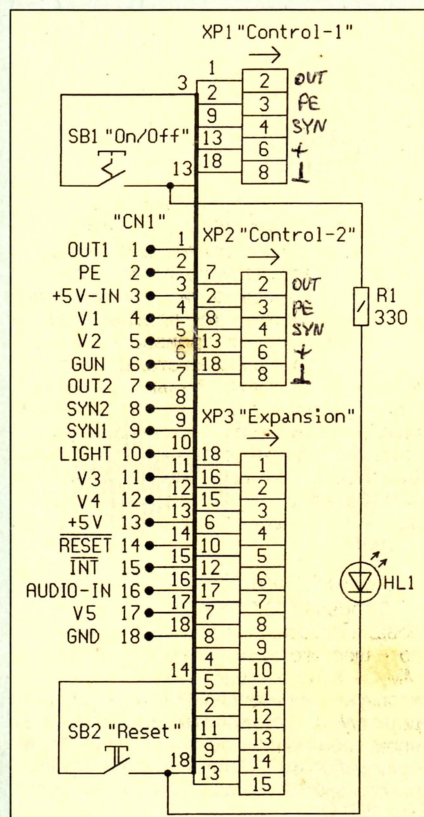 XP1 "Control-1"
1 2 OUT
2 3 PE
9 4 SYN
13 6 +
18 8 ⊥
3
SB1 "On/Off"
13
"CN1"
OUT1 1 1
PE 2 2
+5V-IN 3 3
V1 4 4
V2 5 5
GUN 6 6
OUT2 7 7
SYN2 8 8
SYN1 9 9
LIGHT 10 10
V3 11 11
V4 12 12
+5V 13 13
R̅E̅S̅E̅T̅ 14 14
I̅N̅T̅ 15 15
AUDIO-IN 16 16
V5 17 17
GND 18 18
XP2 "Control-2"
7 2 OUT
2 3 PE
8 4 SYN
13 6 +
18 8 ⊥
R1
330
XP3 "Expansion"
18 1
16 2
15 3
6 4
10 5
12 6
17 7
7 8
8 9
4 10
5 11
2 12
11 13
9 14
13 15
HL1
14
SB2 "Reset"
18